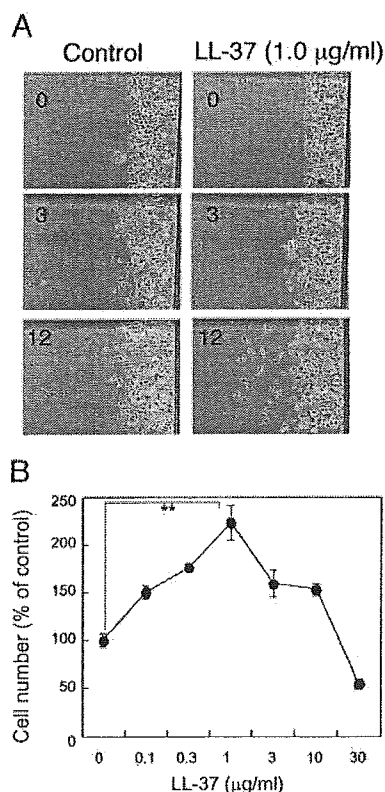 A
Control LL-37 (1.0 μg/ml)
0 0
3 3
12 12
B
250
200
150
100
50
0
**
Cell number (% of control)
0 0.1 0.3 1 3 10 30
LL-37 (μg/ml)